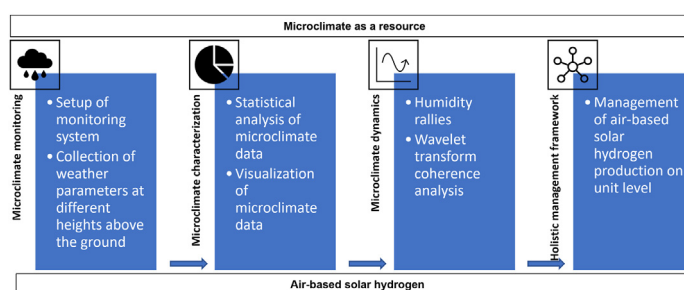 Microclimate as a resource
Microclimate monitoring
• Setup of
monitoring
system
• Collection of
weather
parameters at
different
heights above
the ground
Microclimate characterization
• Statistical
analysis of
microclimate
data
• Visualization
of
microclimate
data
Microclimate dynamics
• Humidity
rallies
• Wavelet
transform
coherence
analysis
Holistic management framework
• Management
of air-based
solar
hydrogen
production on
unit level
Air-based solar hydrogen